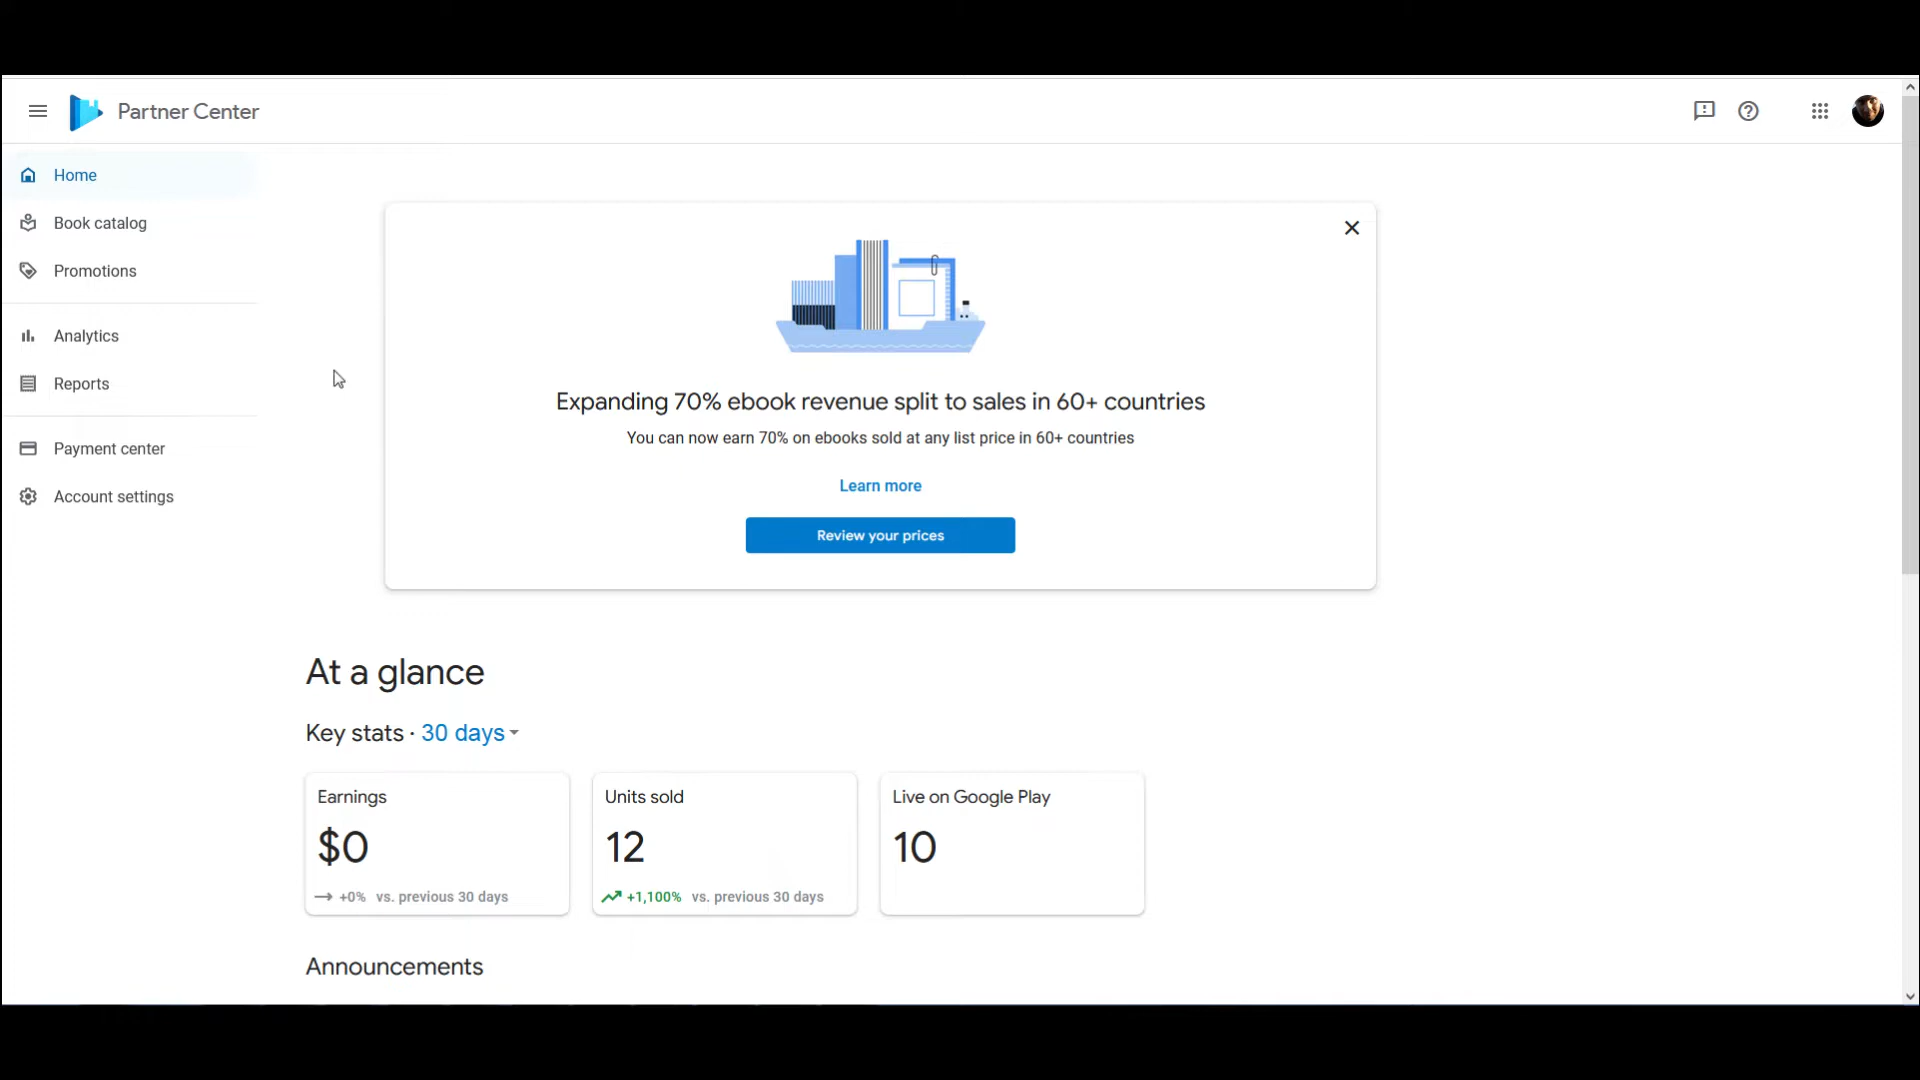 Partner Center
Home
Book catalog
Promotions
Analytics
Reports
Payment center
Account settings
Expanding 70% ebook revenue split to sales in 60+ countries
You can now earn 70% on ebooks sold at any list price in 60+ countries
Learn more
Review your prices
At a glance
Key stats · 30 days
Earnings
$0
+0% vs. previous 30 days
Units sold
12
+1,100% vs. previous 30 days
Live on Google Play
10
Announcements